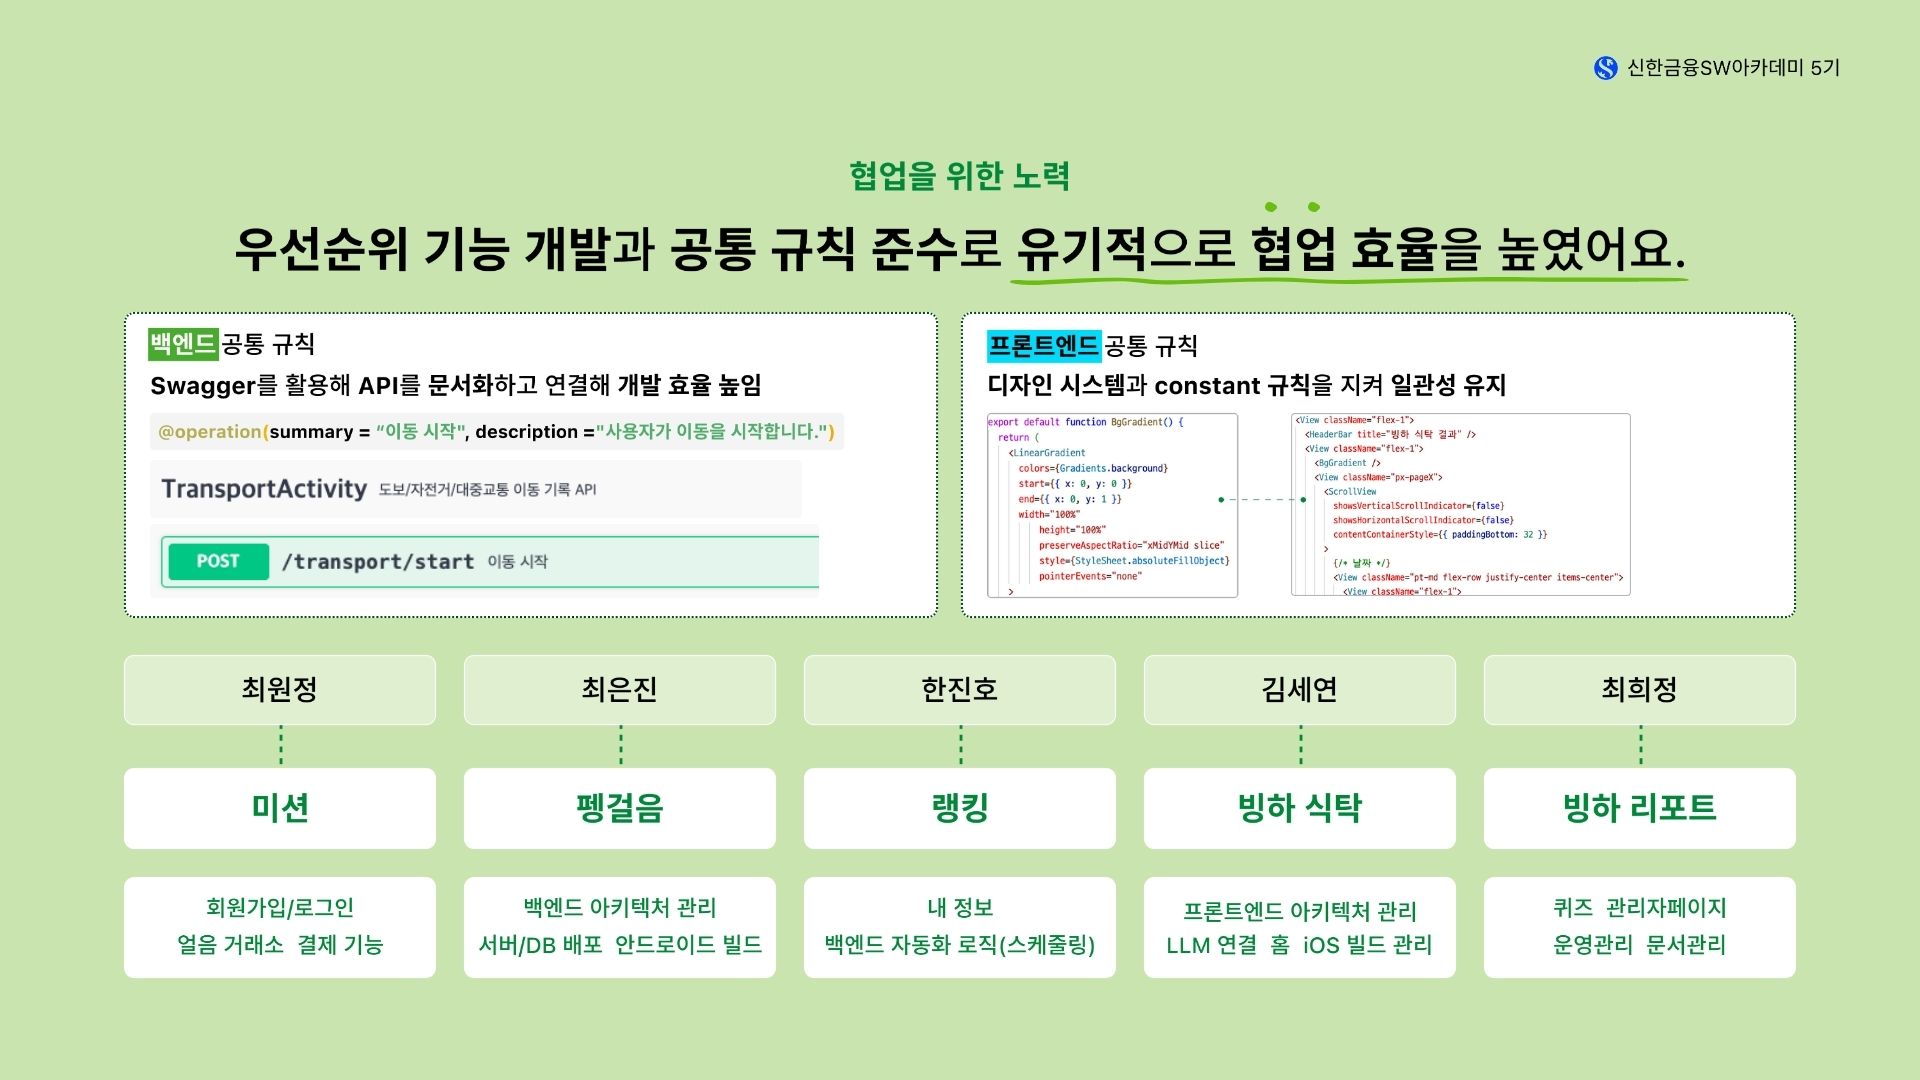 신한금융SW아카데미 5기
협업을 위한 노력
우선순위 기능 개발과 공통 규칙 준수로 유기적으로 협업 효율을 높였어요.
백엔드 공통 규칙
Swagger를 활용해 API를 문서화하고 연결해 개발 효율 높임
@operation(summary = “이동 시작", description ="사용자가 이동을 시작합니다.")
TransportActivity 도보/자전거/대중교통 이동 기록 API
POST /transport/start 이동 시작
프론트엔드 공통 규칙
디자인 시스템과 constant 규칙을 지켜 일관성 유지
export default function BgGradient() {
return (
<LinearGradient
colors={Gradients.background}
start={{ x: 0, y: 0 }}
end={{ x: 0, y: 1 }}
width="100%"
height="100%"
preserveAspectRatio="xMidYMid slice"
style={StyleSheet.absoluteFillObject}
pointerEvents="none"
>
<View className="flex-1">
<HeaderBar title="빙하 식탁 결과" />
<View className="flex-1">
<BgGradient />
<View className="px-pageX">
<ScrollView
showsVerticalScrollIndicator={false}
showsHorizontalScrollIndicator={false}
contentContainerStyle={{ paddingBottom: 32 }}
>
{/* 날짜 */}
<View className="pt-md flex-row justify-center items-center">
<View className="flex-1">
최원정
최은진
한진호
김세연
최희정
미션
펭걸음
랭킹
빙하 식탁
빙하 리포트
회원가입/로그인
얼음 거래소 결제 기능
백엔드 아키텍처 관리
서버/DB 배포 안드로이드 빌드
내 정보
백엔드 자동화 로직(스케줄링)
프론트엔드 아키텍처 관리
LLM 연결 홈 iOS 빌드 관리
퀴즈 관리자페이지
운영관리 문서관리